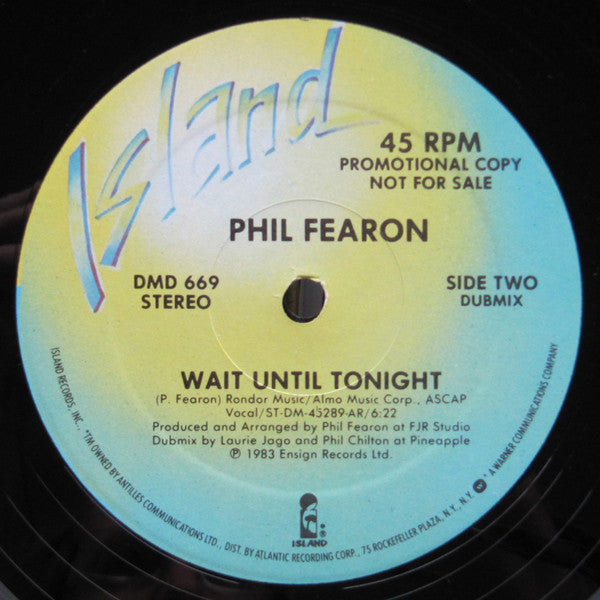 Island
45 RPM
PROMOTIONAL COPY
NOT FOR SALE
PHIL FEARON
DMD 669
STEREO
SIDE TWO
DUBMIX
WAIT UNTIL TONIGHT
(P. Fearon) Rondor Music/Almo Music Corp., ASCAP
Vocal/ST-DM-45289-AR/6:22
Produced and Arranged by Phil Fearon at FJR Studio
Dubmix by Laurie Jago and Phil Chilton at Pineapple
℗ 1983 Ensign Records Ltd.
ISLAND®
ISLAND RECORDS, INC., *TM OWNED BY ANTILLES COMMUNICATIONS LTD., DIST. BY ATLANTIC RECORDING CORP., 75 ROCKEFELLER PLAZA, N.Y., N.Y. A WARNER COMMUNICATIONS COMPANY